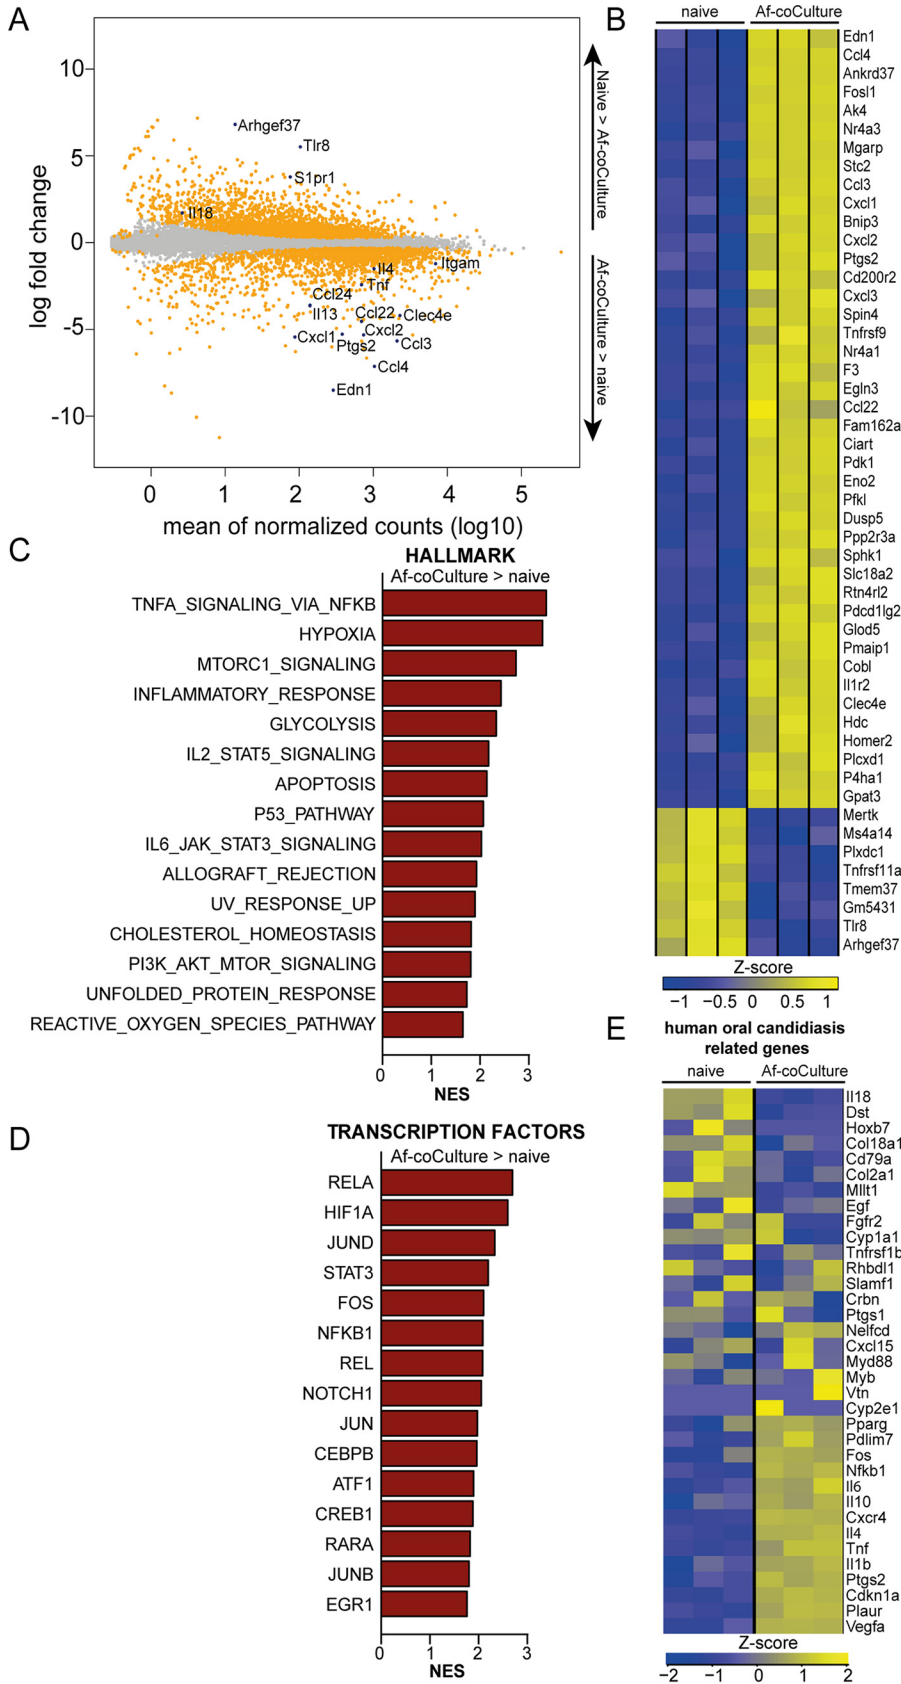 A
10
5
0
-5
-10
log fold change
Arhgef37
Tlr8
S1pr1
Il18
Itgam
Il4
Tnf
Ccl24
Il13
Ccl22
Clec4e
Cxcl1
Cxcl2
Ptgs2
Ccl3
Ccl4
Edn1
0 1 2 3 4 5
mean of normalized counts (log10)
Naive > Af-coCulture
Af-coCulture > naive
B
naive Af-coCulture
Edn1
Ccl4
Ankrd37
Fosl1
Ak4
Nr4a3
Mgarp
Stc2
Ccl3
Cxcl1
Bnip3
Cxcl2
Ptgs2
Cd200r2
Cxcl3
Spin4
Tnfrsf9
Nr4a1
F3
Egln3
Ccl22
Fam162a
Ciart
Pdk1
Eno2
Pfkl
Dusp5
Ppp2r3a
Sphk1
Slc18a2
Rtn4rl2
Pdcd1lg2
Glod5
Pmaip1
Cobl
Il1r2
Clec4e
Hdc
Homer2
Plcxd1
P4ha1
Gpat3
Mertk
Ms4a14
Plxdc1
Tnfrsf11a
Tmem37
Gm5431
Tlr8
Arhgef37
Z-score
−1 −0.5 0 0.5 1
C
HALLMARK
Af-coCulture > naive
TNFA_SIGNALING_VIA_NFKB
HYPOXIA
MTORC1_SIGNALING
INFLAMMATORY_RESPONSE
GLYCOLYSIS
IL2_STAT5_SIGNALING
APOPTOSIS
P53_PATHWAY
IL6_JAK_STAT3_SIGNALING
ALLOGRAFT_REJECTION
UV_RESPONSE_UP
CHOLESTEROL_HOMEOSTASIS
PI3K_AKT_MTOR_SIGNALING
UNFOLDED_PROTEIN_RESPONSE
REACTIVE_OXYGEN_SPECIES_PATHWAY
0 1 2 3
NES
D
TRANSCRIPTION FACTORS
Af-coCulture > naive
RELA
HIF1A
JUND
STAT3
FOS
NFKB1
REL
NOTCH1
JUN
CEBPB
ATF1
CREB1
RARA
JUNB
EGR1
0 1 2 3
NES
E
human oral candidiasis
related genes
naive Af-coCulture
Il18
Dst
Hoxb7
Col18a1
Cd79a
Col2a1
Mllt1
Egf
Fgfr2
Cyp1a1
Tnfrsf1b
Rhbdl1
Slamf1
Crbn
Ptgs1
Nelfcd
Cxcl15
Myd88
Myb
Vtn
Cyp2e1
Pparg
Pdlim7
Fos
Nfkb1
Il6
Il10
Cxcr4
Il4
Tnf
Il1b
Ptgs2
Cdkn1a
Plaur
Vegfa
Z-score
−2 −1 0 1 2